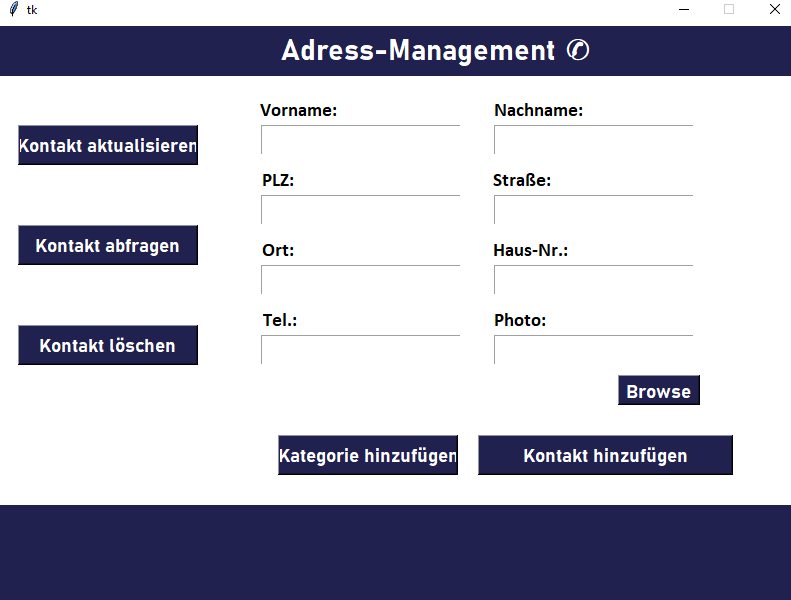 tk
Adress-Management ✆
Vorname:
Nachname:
Kontakt aktualisieren
PLZ:
Straße:
Kontakt abfragen
Ort:
Haus-Nr.:
Tel.:
Photo:
Kontakt löschen
Browse
Kategorie hinzufügen
Kontakt hinzufügen